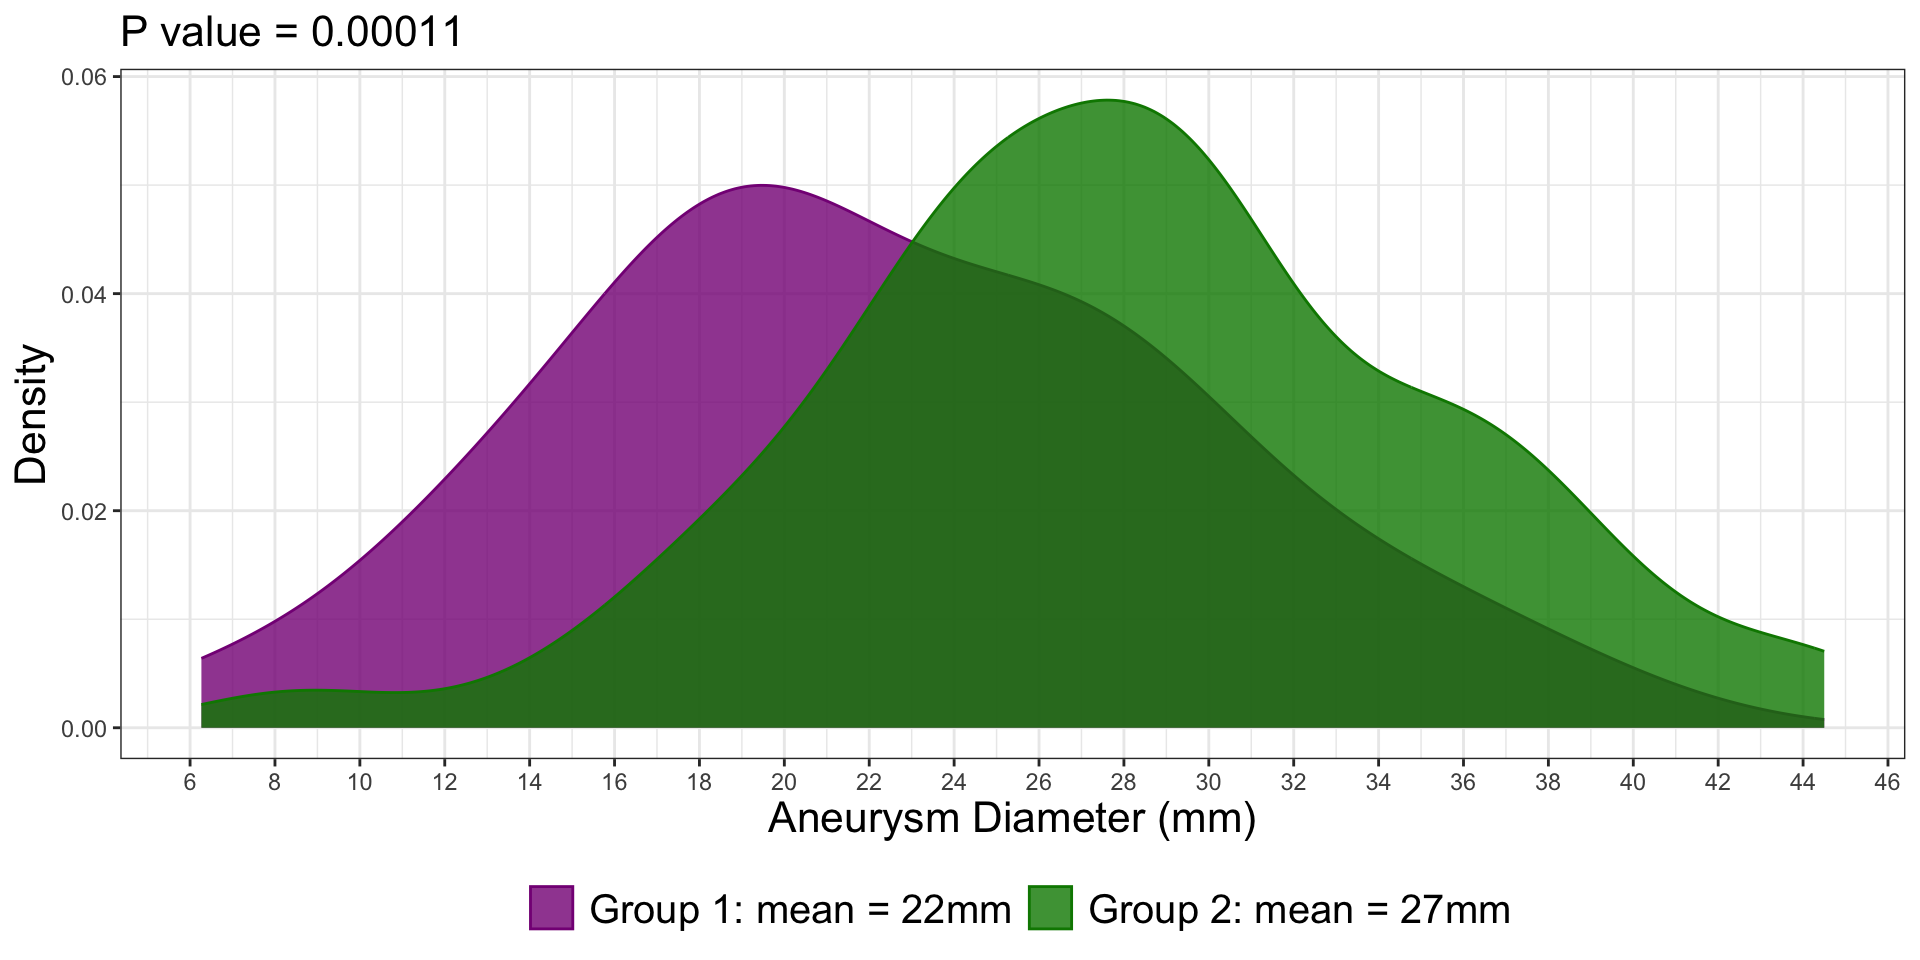 P value = 0.00011
0.06
0.04
0.02
0.00
Density
6 8 10 12 14 16 18 20 22 24 26 28 30 32 34 36 38 40 42 44 46
Aneurysm Diameter (mm)
Group 1: mean = 22mm Group 2: mean = 27mm